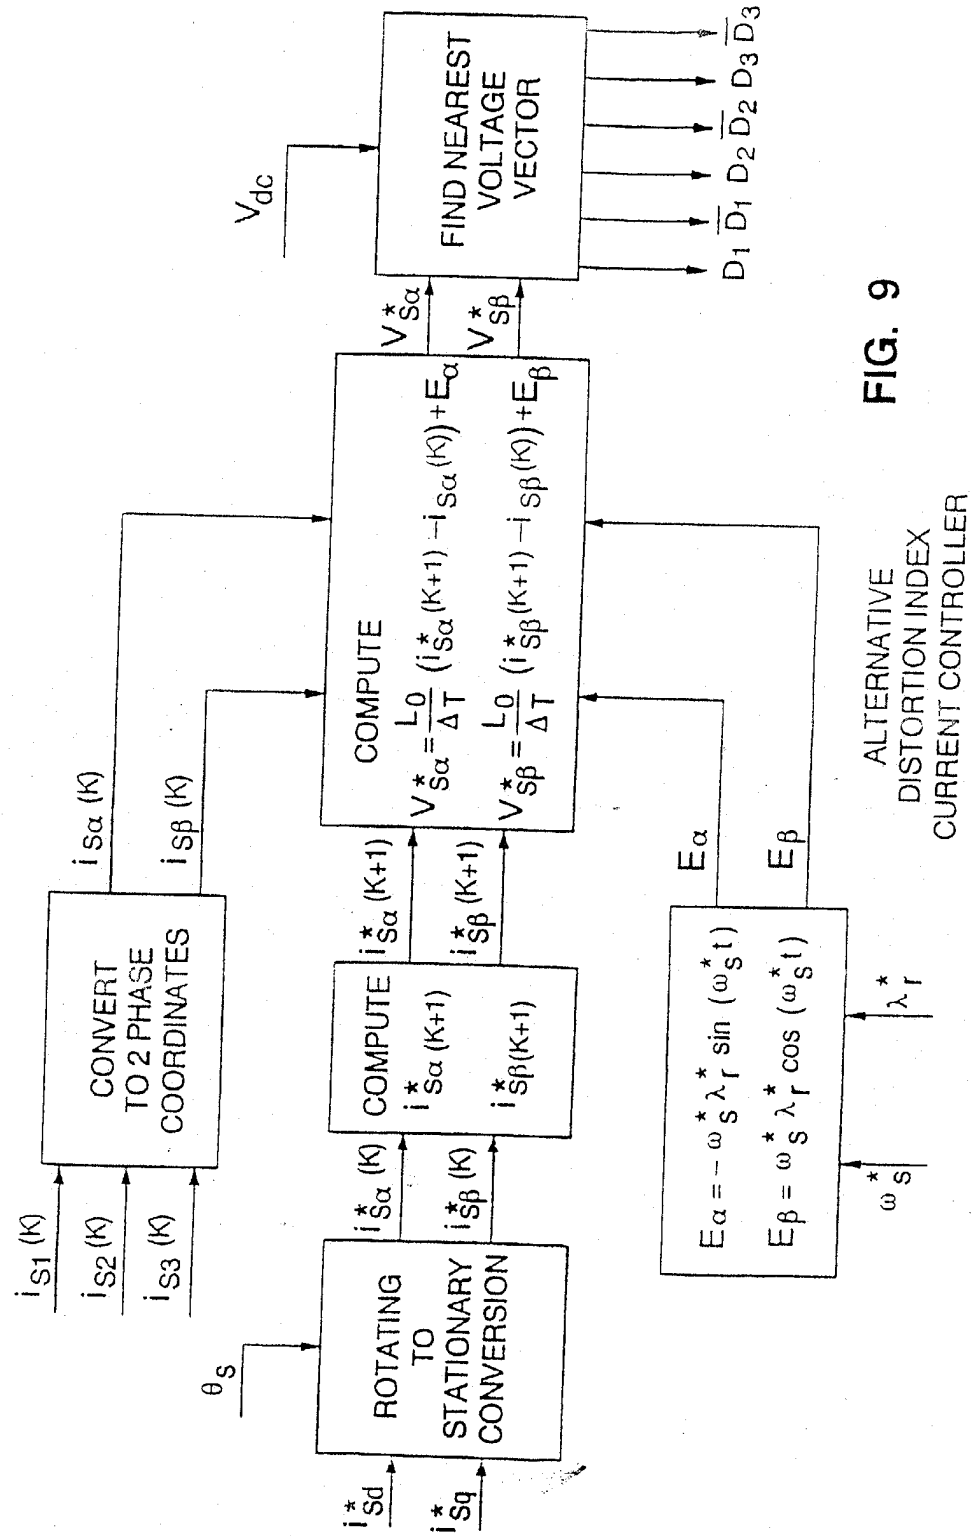 i*Sd
i*Sq
θS
ROTATING
TO
STATIONARY
CONVERSION
i*Sα (K)
i*Sβ (K)
COMPUTE
i*Sα (K+1)
i*Sβ(K+1)
i*Sα (K+1)
i*Sβ (K+1)
iS1 (K)
iS2 (K)
iS3 (K)
CONVERT
TO 2 PHASE
COORDINATES
iSα (K)
iSβ (K)
COMPUTE
V*Sα = L0/ΔT (i*Sα (K+1) – iSα (K)) + Eα
V*Sβ = L0/ΔT (i*Sβ (K+1) – iSβ (K)) + Eβ
V*Sα
V*Sβ
Vdc
FIND NEAREST
VOLTAGE
VECTOR
D1 D̅1 D2 D̅2 D3 D̅3
Eα = – ω*s λ*r sin (ω*s t)
Eβ = ω*s λ*r cos (ω*s t)
ω*s
λ*r
Eα
Eβ
FIG. 9
ALTERNATIVE
DISTORTION INDEX
CURRENT CONTROLLER